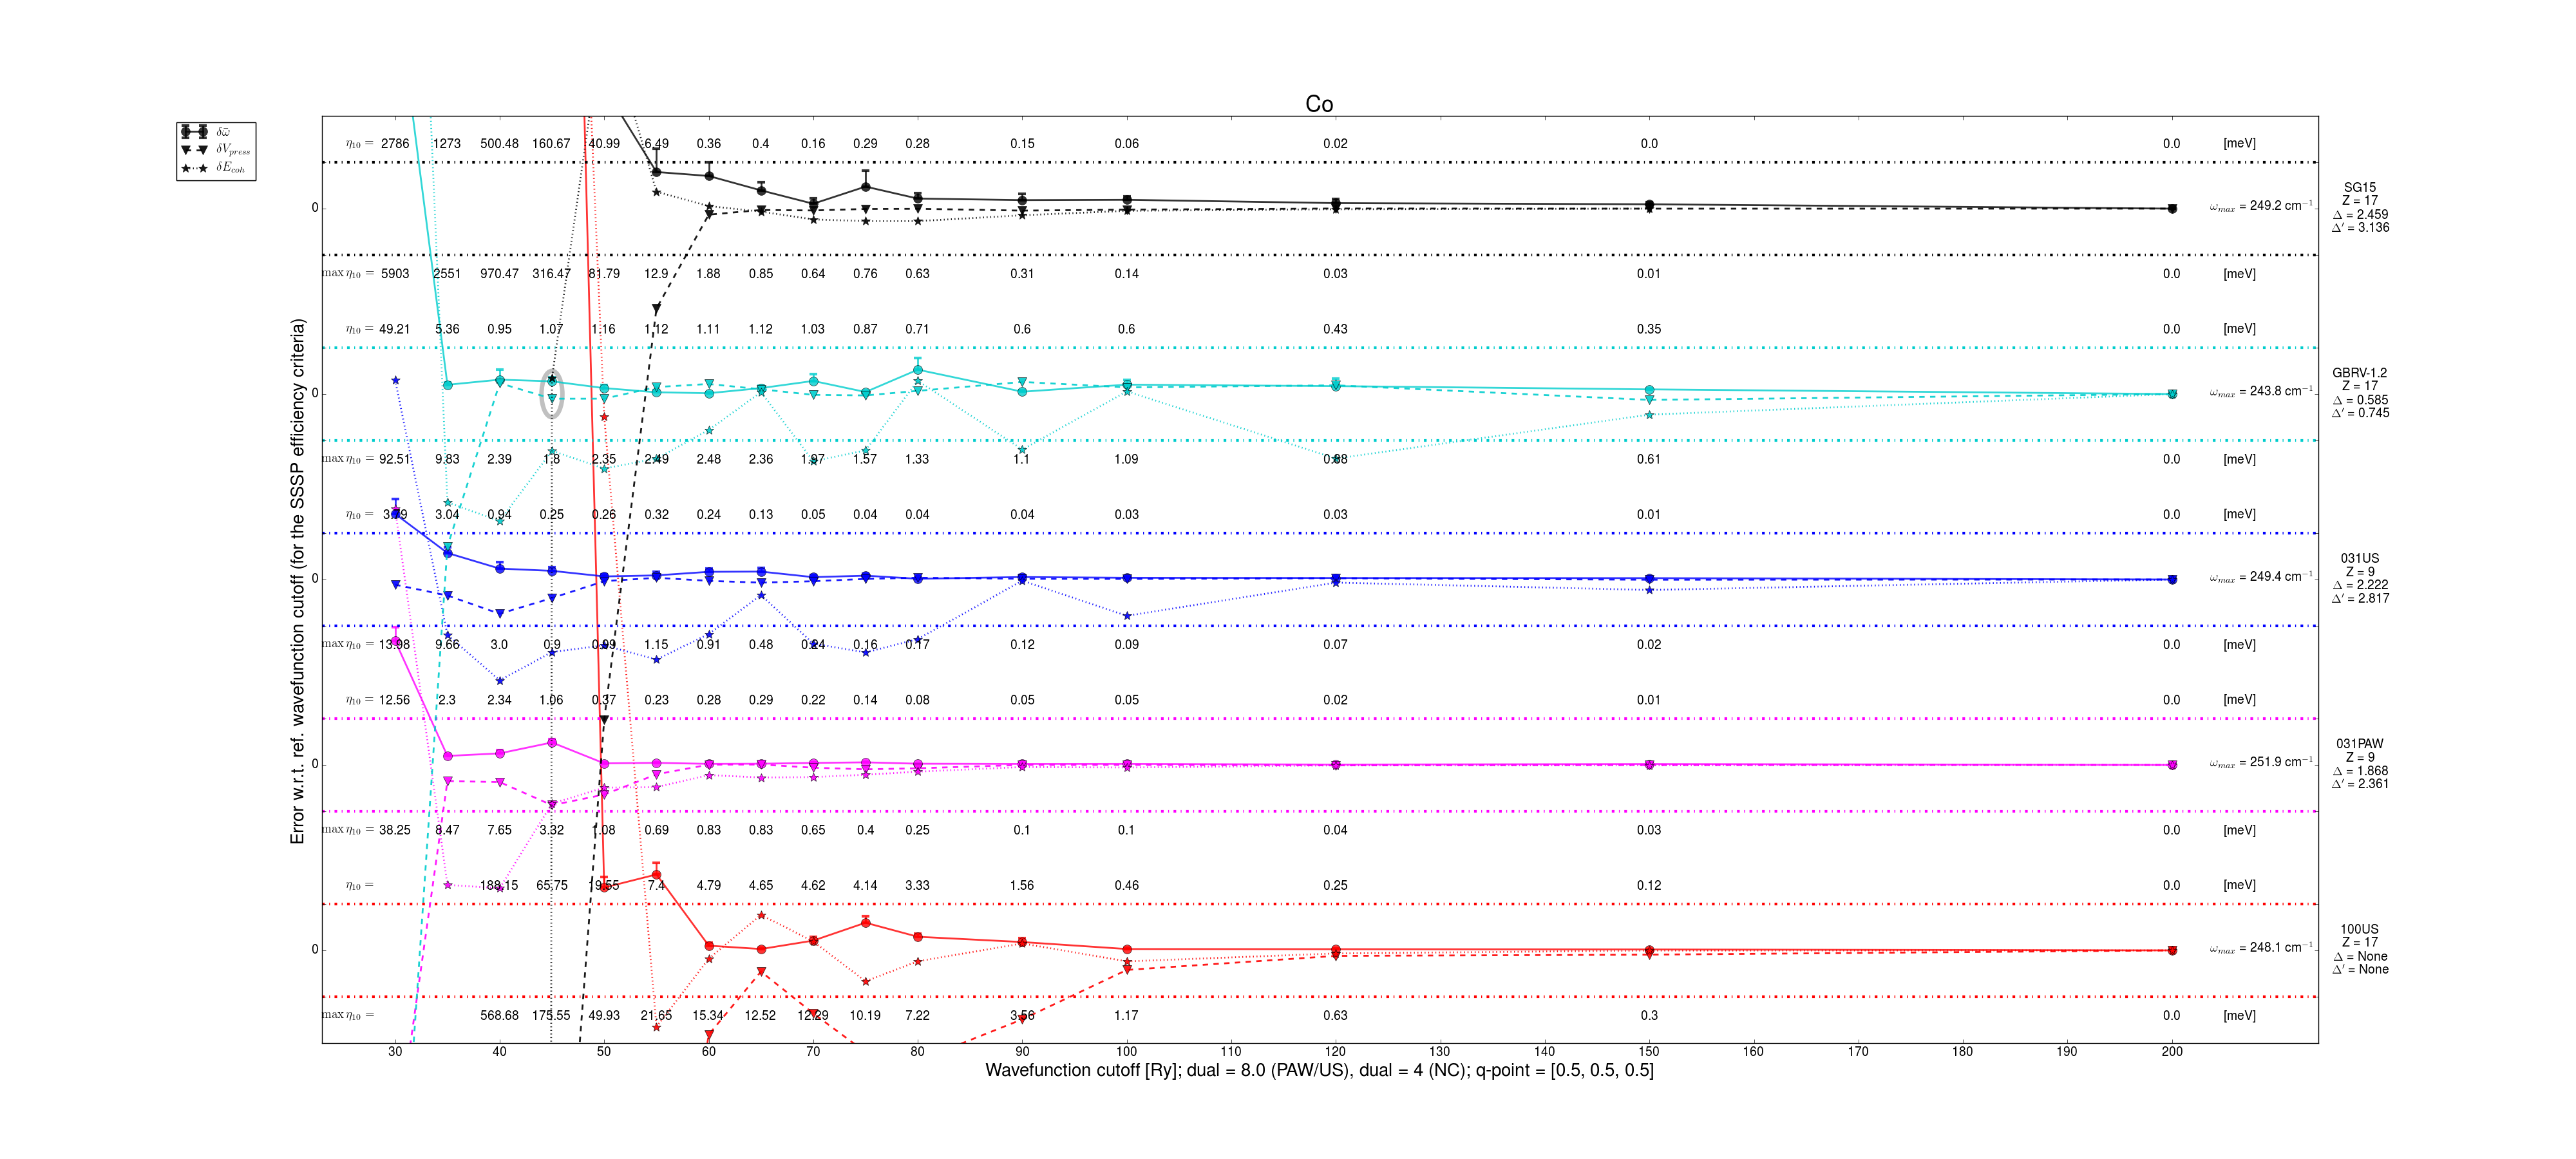 Co
δω̄
δV_press
δE_coh
Error w.r.t. ref. wavefunction cutoff (for the SSSP efficiency criteria)
η₁₀ = 2786 1273 500.48 160.67 40.99 6.49 0.36 0.4 0.16 0.29 0.28 0.15 0.06 0.02 0.0 0.0 [meV]
0 ω_max = 249.2 cm⁻¹
SG15
Z = 17
Δ = 2.459
Δ′ = 3.136
max η₁₀ = 5903 2551 970.47 316.47 81.79 12.9 1.88 0.85 0.64 0.76 0.63 0.31 0.14 0.03 0.01 0.0 [meV]
η₁₀ = 49.21 5.36 0.95 1.07 1.16 1.12 1.11 1.12 1.03 0.87 0.71 0.6 0.6 0.43 0.35 0.0 [meV]
0 ω_max = 243.8 cm⁻¹
GBRV-1.2
Z = 17
Δ = 0.585
Δ′ = 0.745
max η₁₀ = 92.51 9.83 2.39 1.8 2.35 2.49 2.48 2.36 1.97 1.57 1.33 1.1 1.09 0.88 0.61 0.0 [meV]
η₁₀ = 3.04 0.94 0.25 0.26 0.32 0.24 0.13 0.05 0.04 0.04 0.04 0.03 0.03 0.01 0.0 [meV]
0 ω_max = 249.4 cm⁻¹
031US
Z = 9
Δ = 2.222
Δ′ = 2.817
max η₁₀ = 13.98 9.66 3.0 0.9 0.99 1.15 0.91 0.48 0.24 0.16 0.17 0.12 0.09 0.07 0.02 0.0 [meV]
η₁₀ = 12.56 2.3 2.34 1.06 0.37 0.23 0.28 0.29 0.22 0.14 0.08 0.05 0.05 0.02 0.01 0.0 [meV]
0 ω_max = 251.9 cm⁻¹
031PAW
Z = 9
Δ = 1.868
Δ′ = 2.361
max η₁₀ = 38.25 8.47 7.65 3.32 1.08 0.69 0.83 0.83 0.65 0.4 0.25 0.1 0.1 0.04 0.03 0.0 [meV]
η₁₀ = 188.15 65.75 19.55 7.4 4.79 4.65 4.62 4.14 3.33 1.56 0.46 0.25 0.12 0.0 [meV]
0 ω_max = 248.1 cm⁻¹
100US
Z = 17
Δ = None
Δ′ = None
max η₁₀ = 568.68 175.55 49.93 21.65 15.34 12.52 12.29 10.19 7.22 3.56 1.17 0.63 0.3 0.0 [meV]
30 40 50 60 70 80 90 100 110 120 130 140 150 160 170 180 190 200
Wavefunction cutoff [Ry]; dual = 8.0 (PAW/US), dual = 4 (NC); q-point = [0.5, 0.5, 0.5]